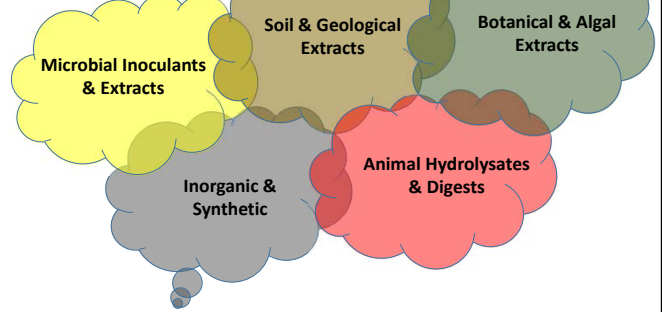 Soil & Geological
Extracts
Botanical & Algal
Extracts
Microbial Inoculants
& Extracts
Inorganic &
Synthetic
Animal Hydrolysates
& Digests